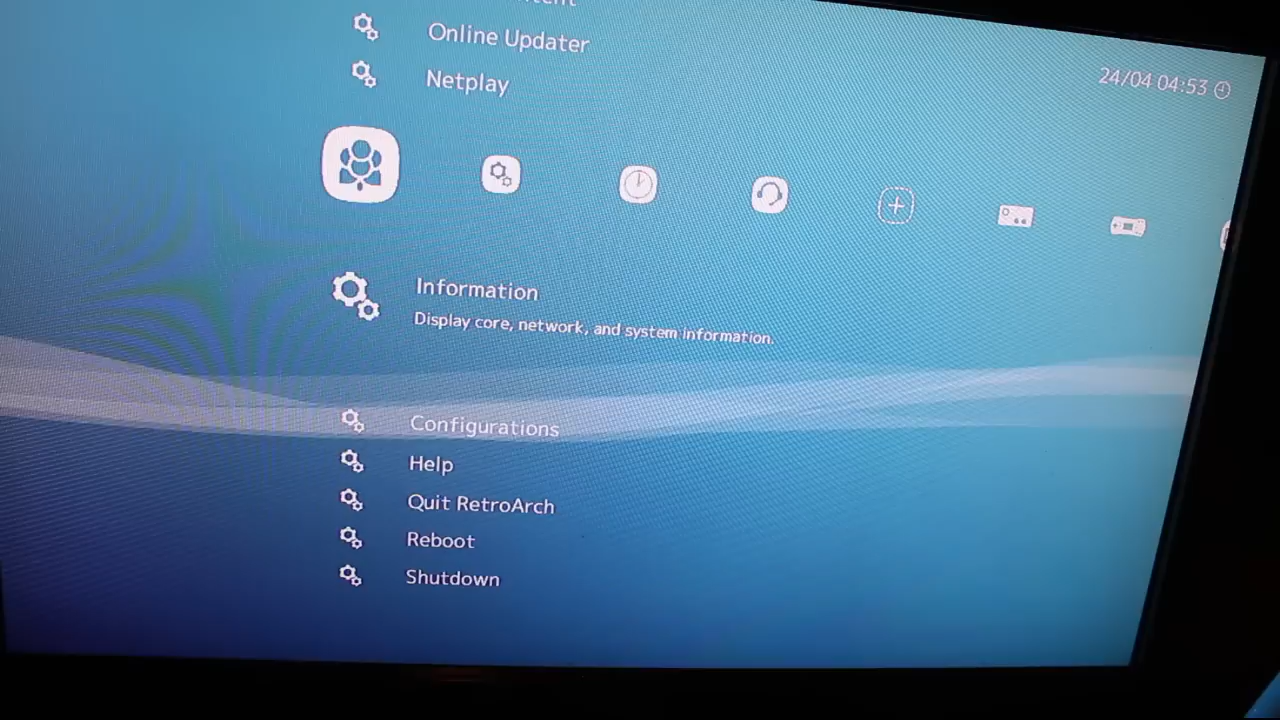 Online Updater
Netplay
24/04 04:53
Information
Display core, network, and system information.
Configurations
Help
Quit RetroArch
Reboot
Shutdown